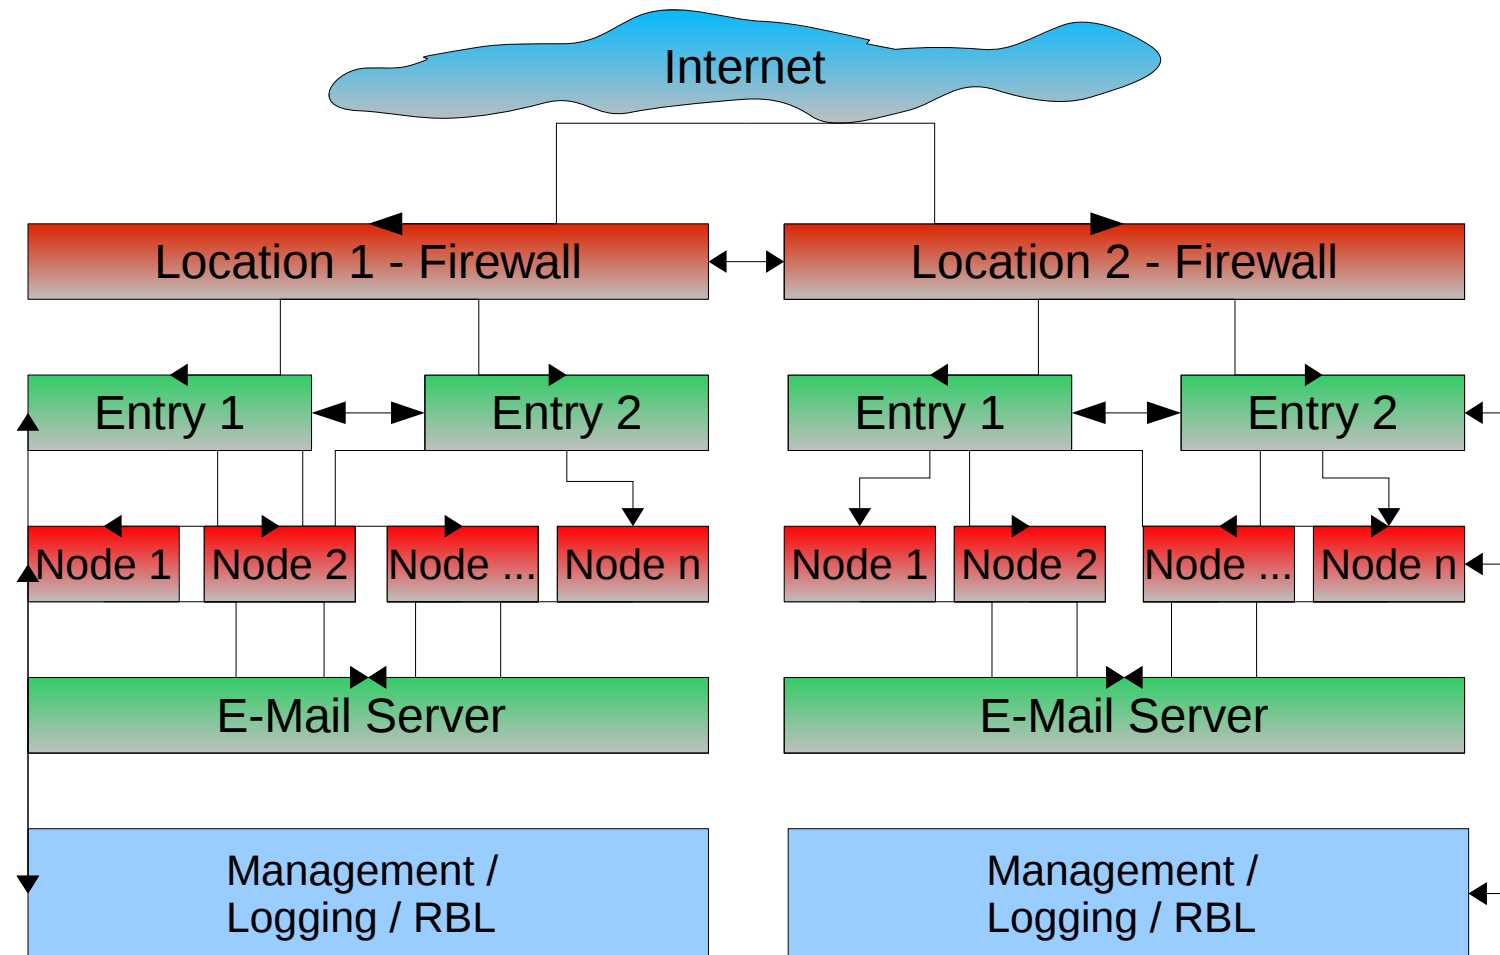 Internet
Location 1 - Firewall
Location 2 - Firewall
Entry 1
Entry 2
Entry 1
Entry 2
Node 1
Node 2
Node ...
Node n
Node 1
Node 2
Node ...
Node n
E-Mail Server
E-Mail Server
Management /
Logging / RBL
Management /
Logging / RBL